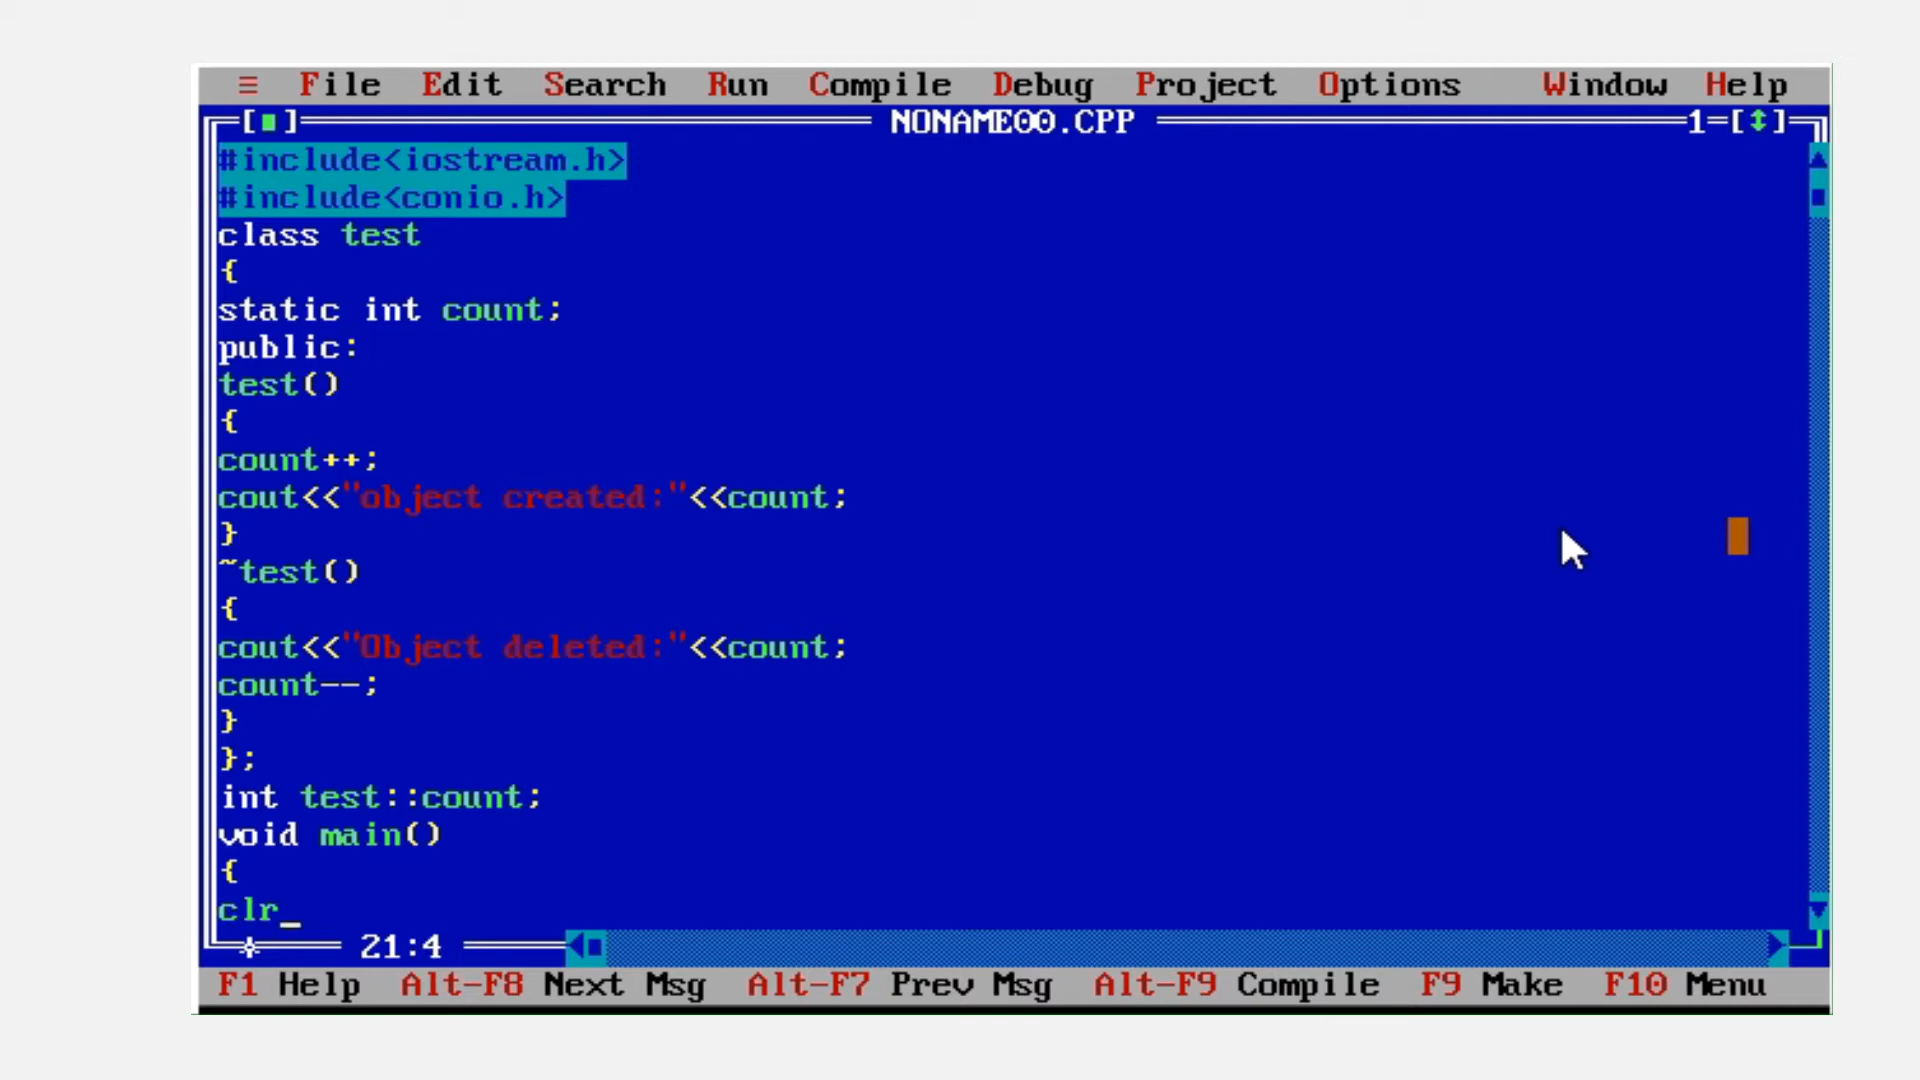 ≡ File Edit Search Run Compile Debug Project Options Window Help
[■] NONAME00.CPP 1=[↕]
#include<iostream.h>
#include<conio.h>
class test
{
static int count;
public:
test()
{
count++;
cout<<"object created:"<<count;
}
~test()
{
cout<<"Object deleted:"<<count;
count--;
}
};
int test::count;
void main()
{
clr_
21:4
F1 Help Alt-F8 Next Msg Alt-F7 Prev Msg Alt-F9 Compile F9 Make F10 Menu